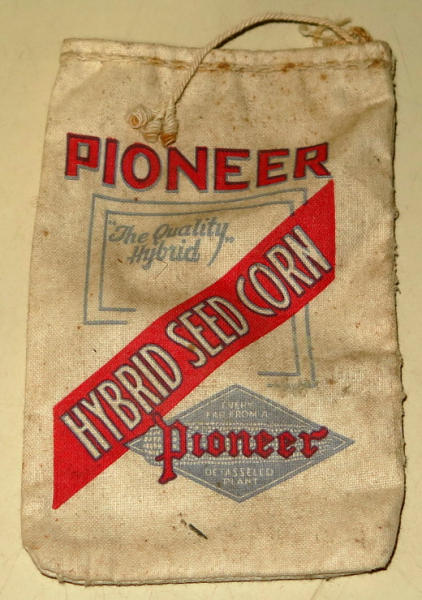 PIONEER
"The Quality
Hybrid"
HYBRID SEED CORN
EVERY
EAR FROM A
Pioneer
DETASSELED
PLANT